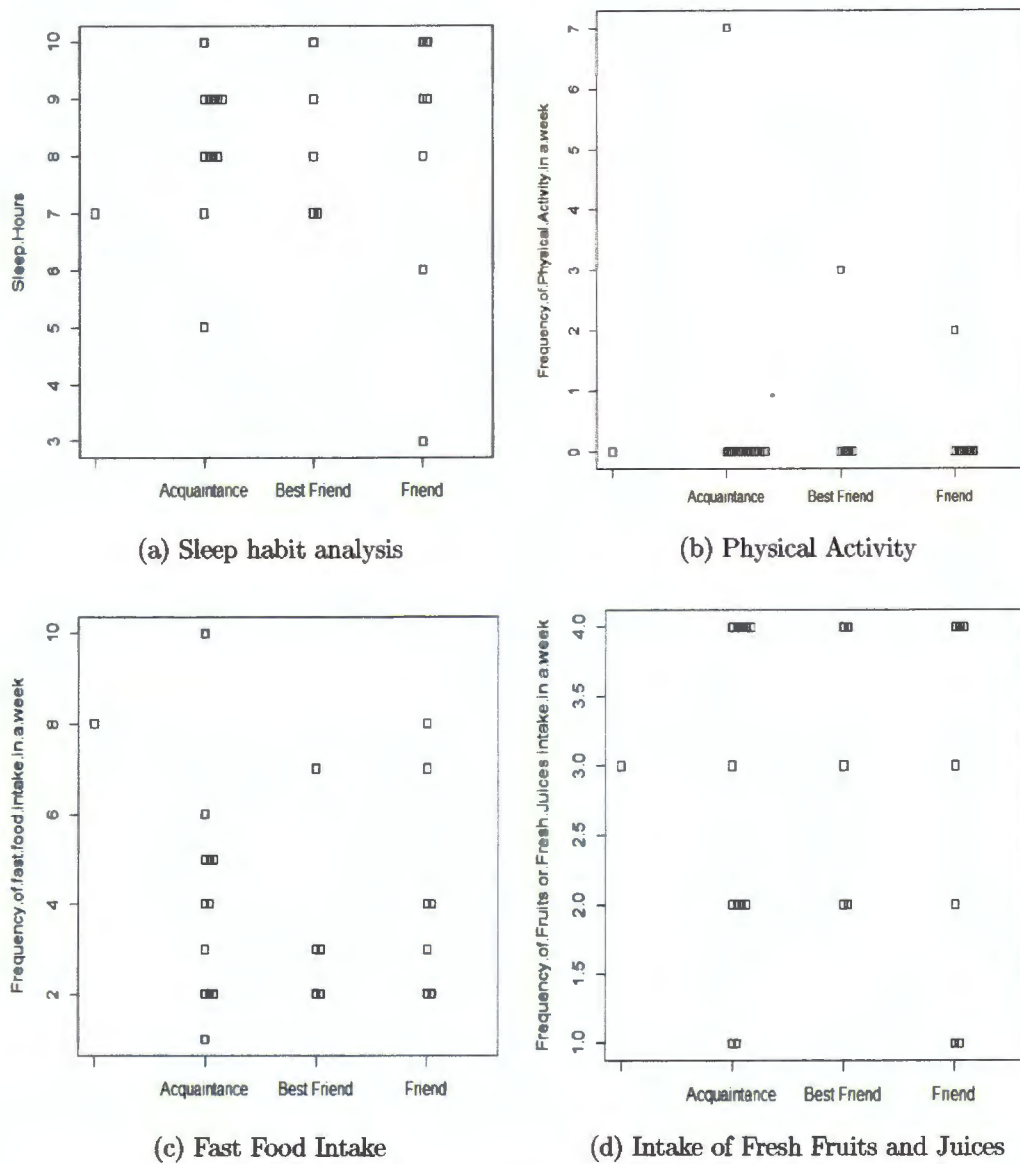 Sleep.Hours
10
9
8
7
6
5
4
3
Acquaintance Best Friend Friend
(a) Sleep habit analysis
Frequency.of.Physical.Activity.in.a.week
7
6
5
4
3
2
1
0
Acquaintance Best Friend Friend
(b) Physical Activity
Frequency.of.fast.food.intake.in.a.week
10
8
6
4
2
Acquaintance Best Friend Friend
(c) Fast Food Intake
Frequency.of.Fruits or.Fresh.Juices intake.in a.week
4.0
3.5
3.0
2.5
2.0
1.5
1.0
Acquaintance Best Friend Friend
(d) Intake of Fresh Fruits and Juices